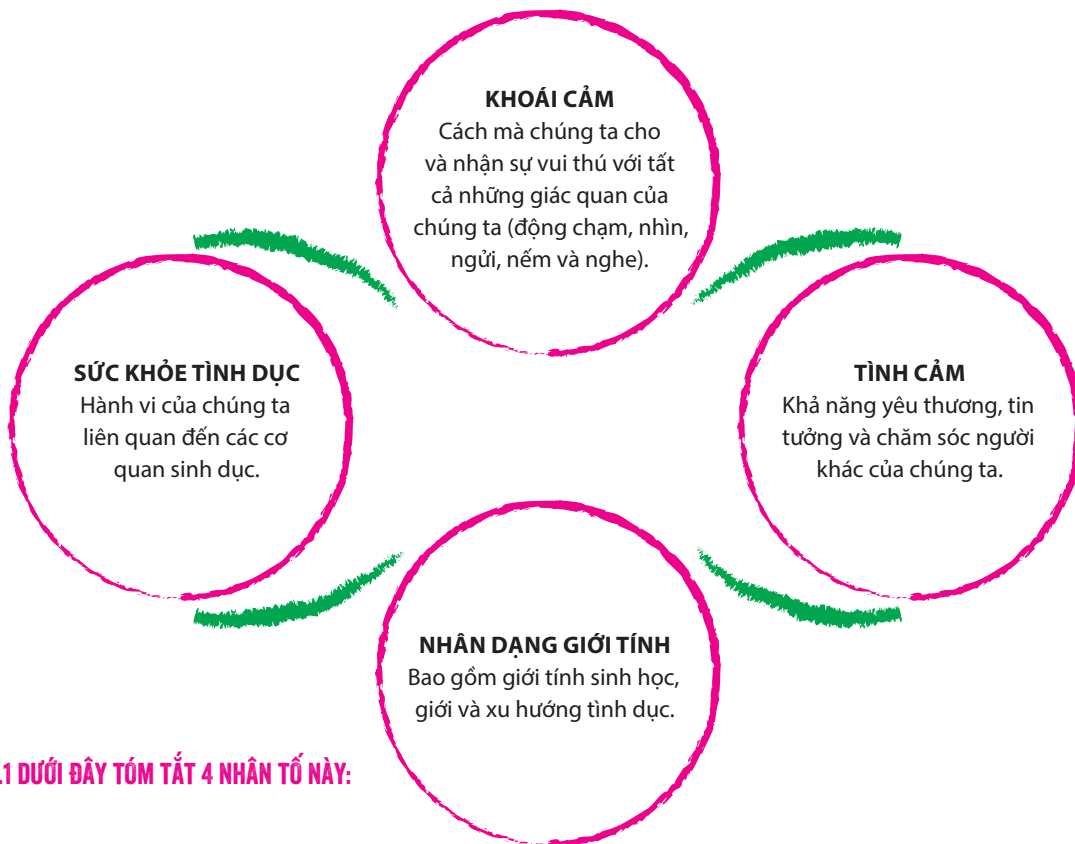 KHOÁI CẢM
Cách mà chúng ta cho
và nhận sự vui thú với tất
cả những giác quan của
chúng ta (động chạm, nhìn,
ngửi, nếm và nghe).
SỨC KHỎE TÌNH DỤC
Hành vi của chúng ta
liên quan đến các cơ
quan sinh dục.
TÌNH CẢM
Khả năng yêu thương, tin
tưởng và chăm sóc người
khác của chúng ta.
NHÂN DẠNG GIỚI TÍNH
Bao gồm giới tính sinh học,
giới và xu hướng tình dục.
.1 DƯỚI ĐÂY TÓM TẮT 4 NHÂN TỐ NÀY: